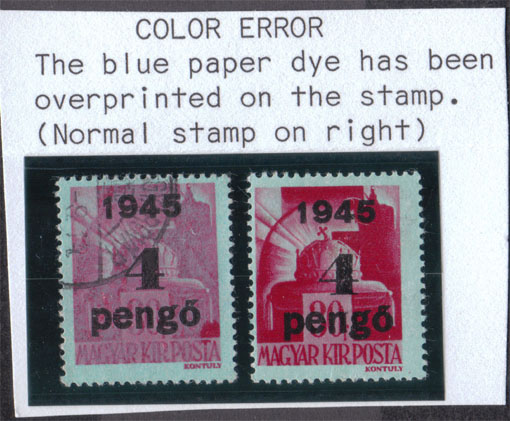 COLOR ERROR
The blue paper dye has been
overprinted on the stamp.
(Normal stamp on right)
1945
4
pengő
MAGYAR KIR. POSTA
KONTULY
1945
4
pengő
MAGYAR KIR. POSTA
KONTULY